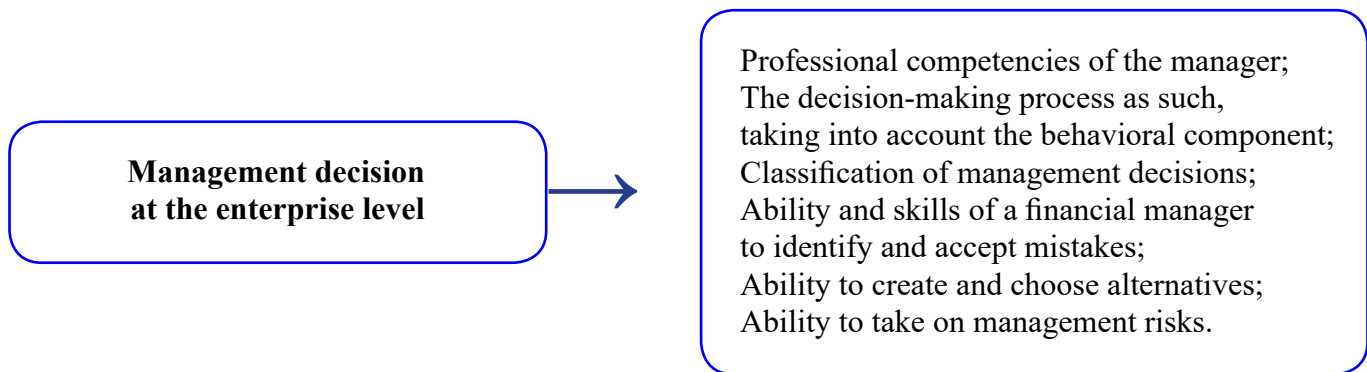 Management decision
at the enterprise level
Professional competencies of the manager;
The decision-making process as such,
taking into account the behavioral component;
Classification of management decisions;
Ability and skills of a financial manager
to identify and accept mistakes;
Ability to create and choose alternatives;
Ability to take on management risks.